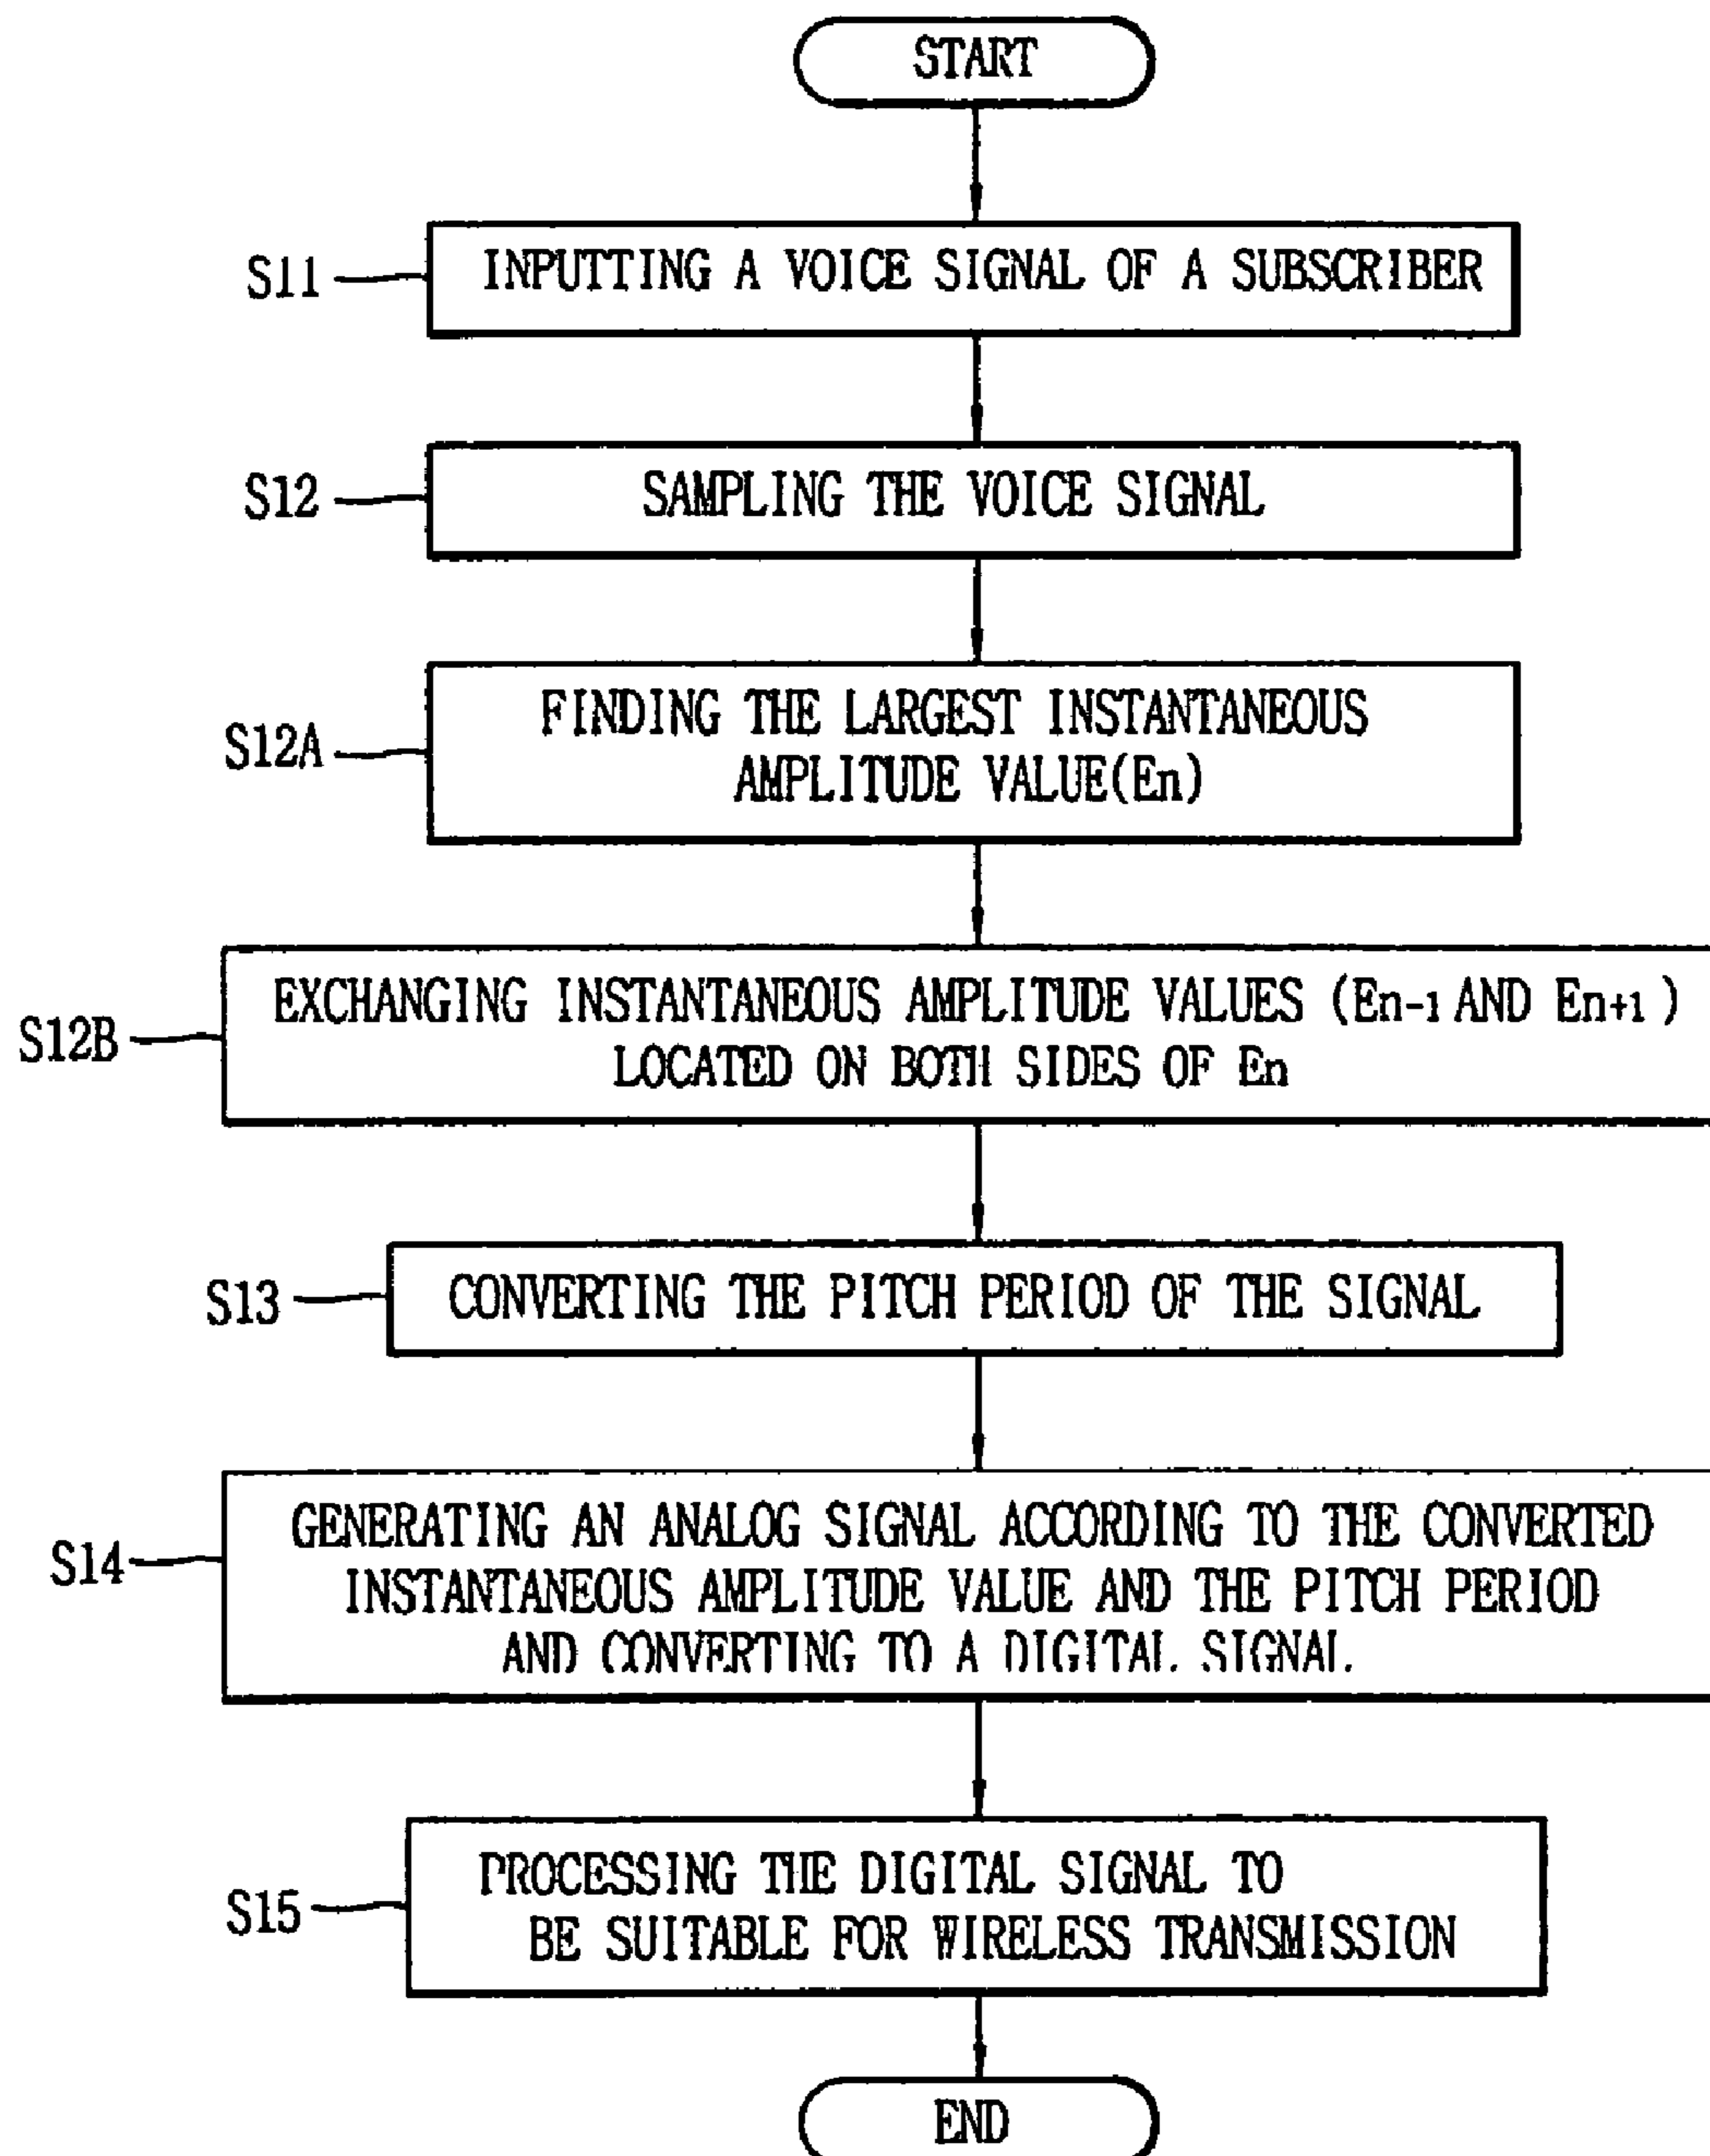 START
S11
INPUTTING A VOICE SIGNAL OF A SUBSCRIBER
S12
SAMPLING THE VOICE SIGNAL
S12A
FINDING THE LARGEST INSTANTANEOUS
AMPLITUDE VALUE(En)
S12B
EXCHANGING INSTANTANEOUS AMPLITUDE VALUES (En-1 AND En+1)
LOCATED ON BOTH SIDES OF En
S13
CONVERTING THE PITCH PERIOD OF THE SIGNAL
S14
GENERATING AN ANALOG SIGNAL ACCORDING TO THE CONVERTED
INSTANTANEOUS AMPLITUDE VALUE AND THE PITCH PERIOD
AND CONVERTING TO A DIGITAL SIGNAL
S15
PROCESSING THE DIGITAL SIGNAL TO
BE SUITABLE FOR WIRELESS TRANSMISSION
END